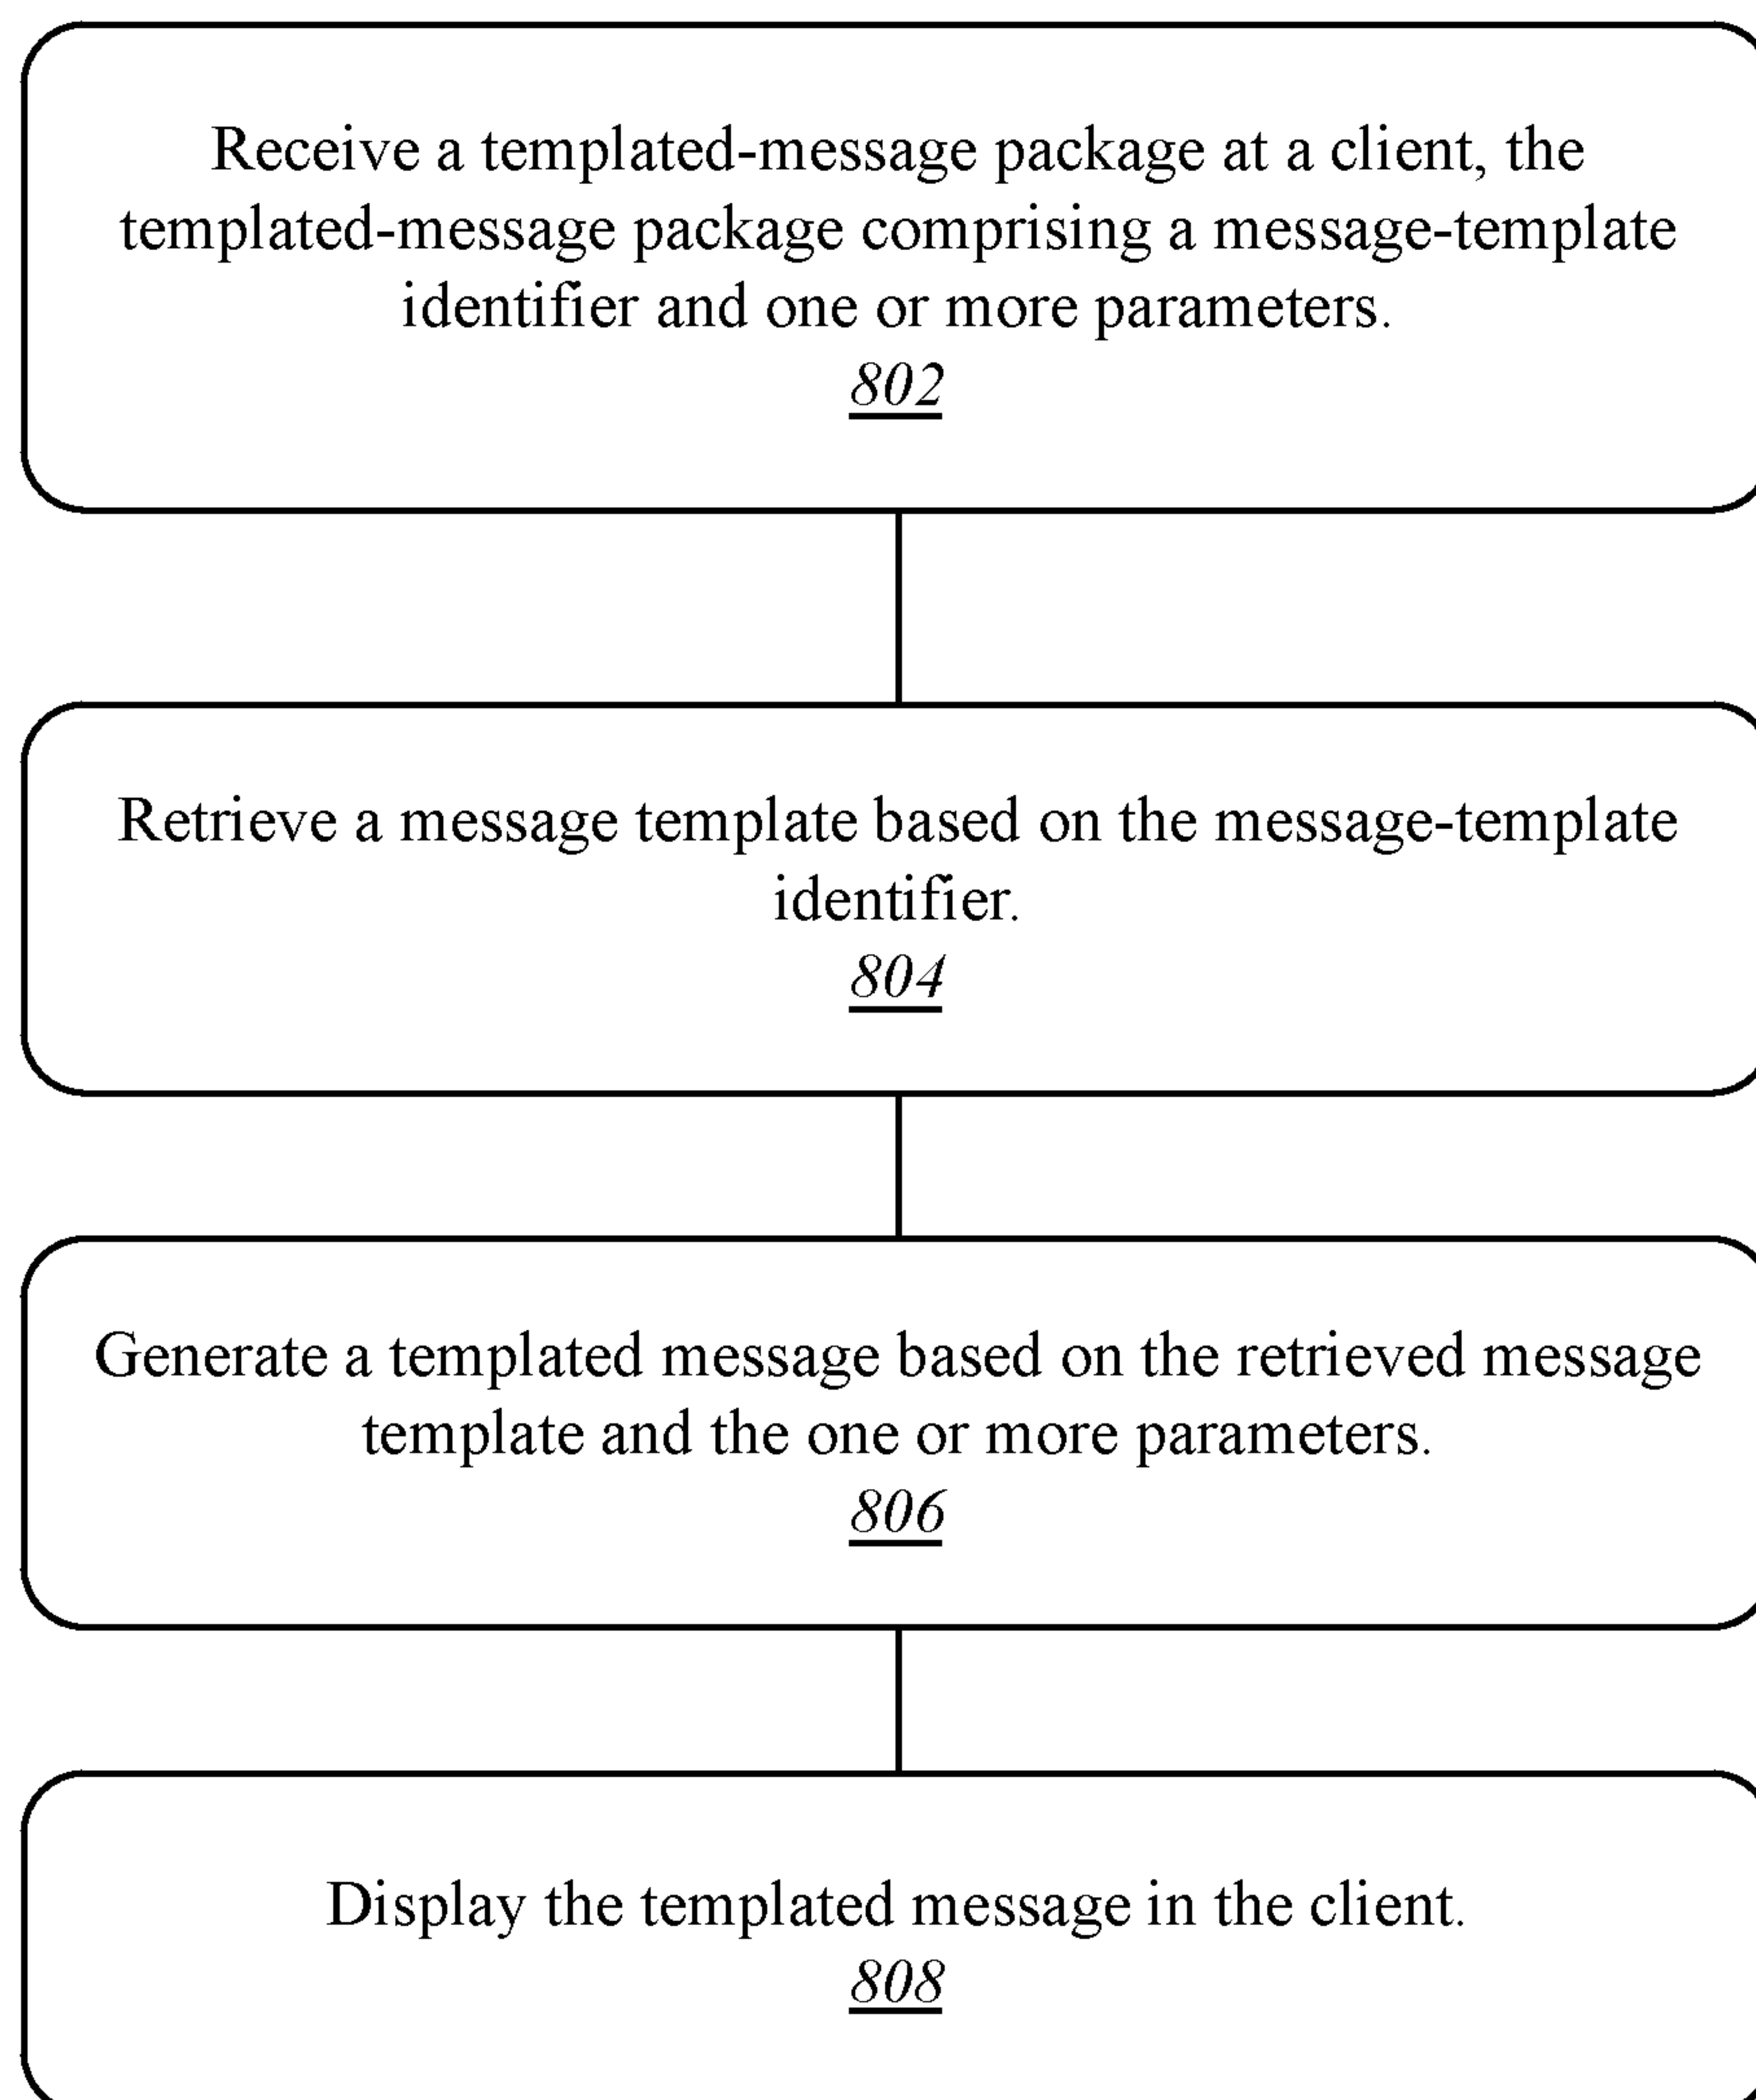 Receive a templated-message package at a client, the
templated-message package comprising a message-template
identifier and one or more parameters.
802
Retrieve a message template based on the message-template
identifier.
804
Generate a templated message based on the retrieved message
template and the one or more parameters.
806
Display the templated message in the client.
808